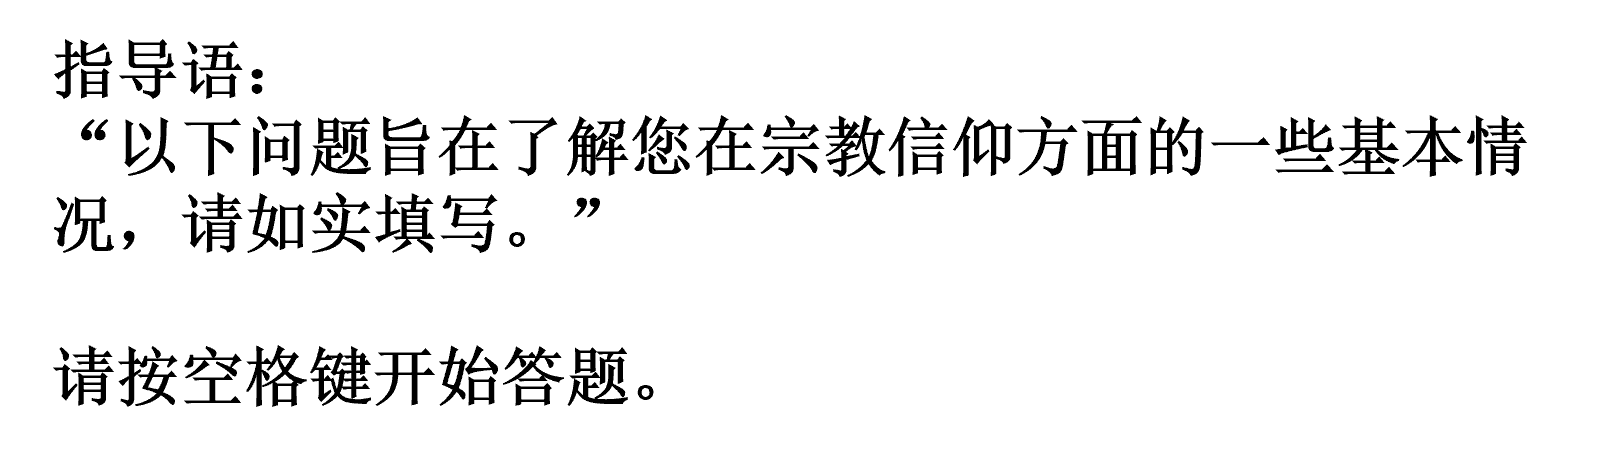 指导语：
“以下问题旨在了解您在宗教信仰方面的一些基本情
况，请如实填写。”
请按空格键开始答题。